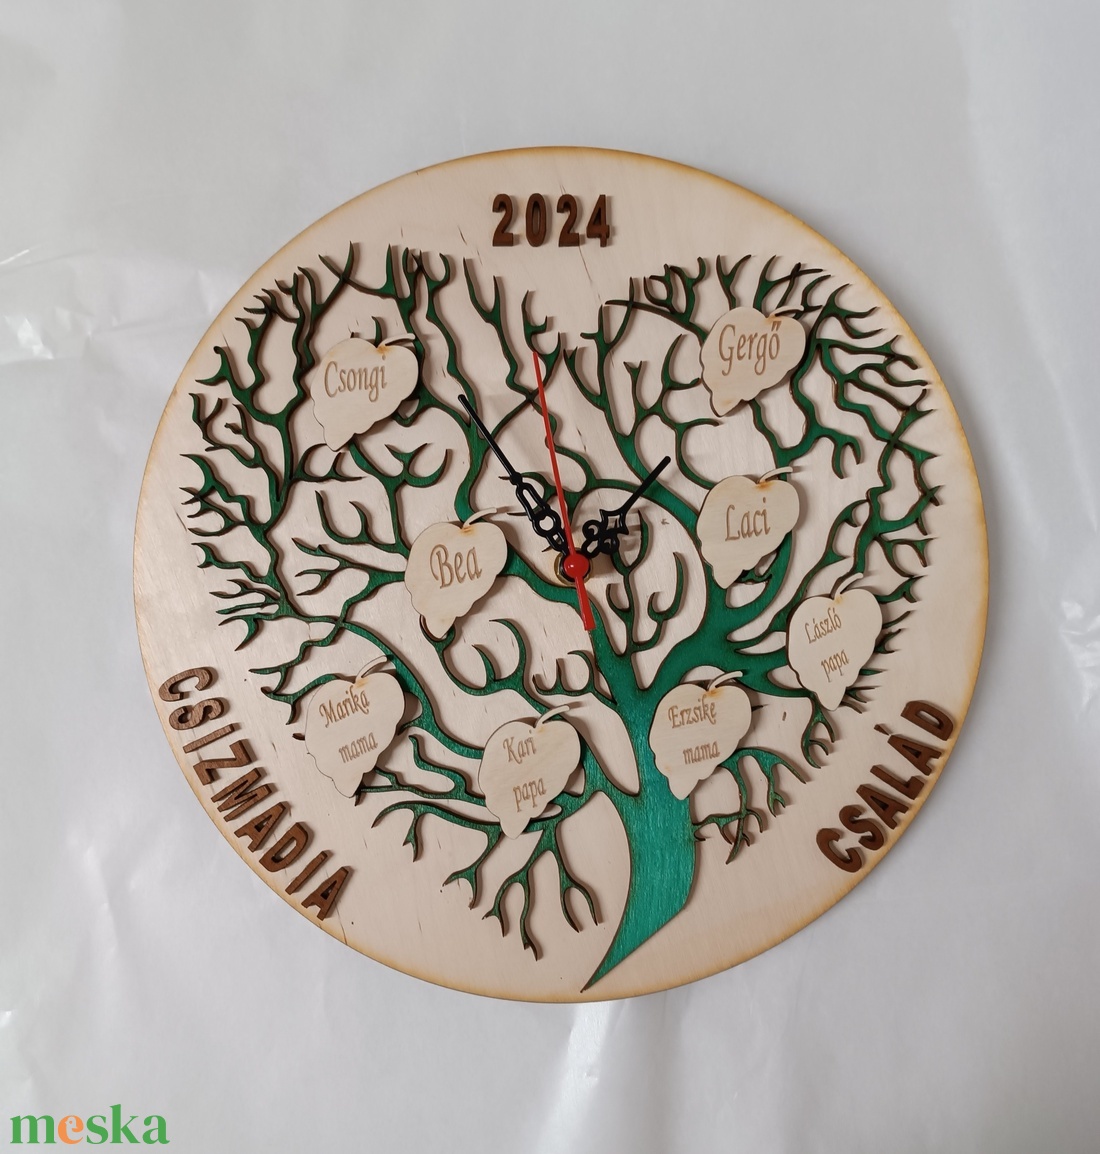 2024
Csongi
Gergő
Bea
Laci
László
papa
Marika
mama
Kari
papa
Erzsike
mama
CSIZMADIA
CSALÁD
meska